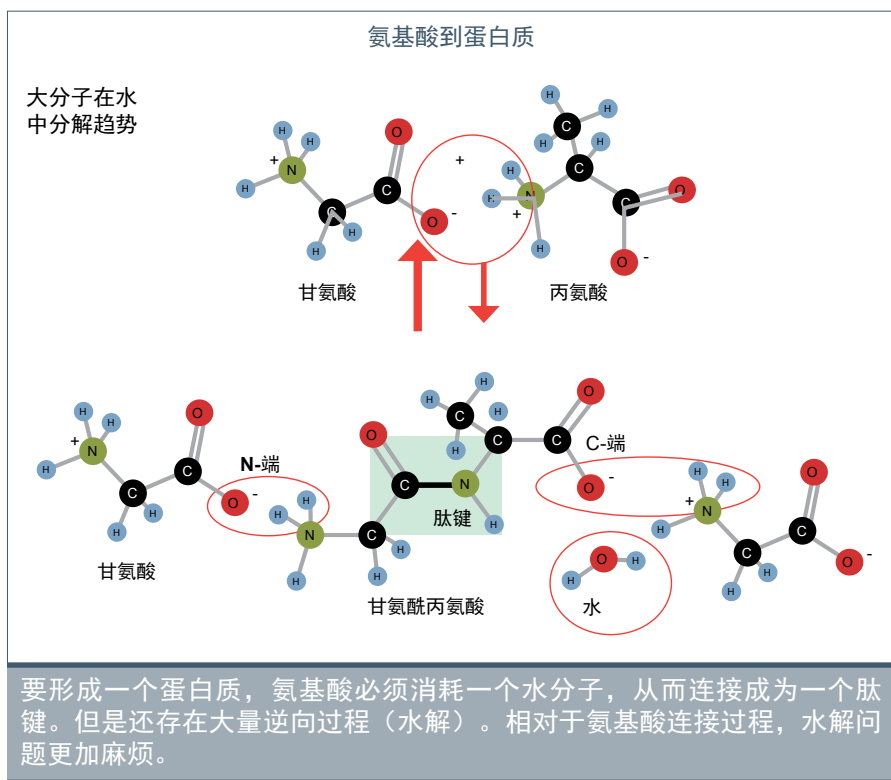 氨基酸到蛋白质
大分子在水
中分解趋势
H
H
H
H
C
H
O
H
H
H
+
N
+
H
C
O
H
C
H
N
C
O
C
H
+
O
-
H
H
H
O
-
甘氨酸
丙氨酸
H
O
H
H
H
O
H
C
H
+
N
H
O
C
C
C-端
H
C
N-端
H
O
-
H
H
C
O
-
H
C
N
+
N
O
H
H
H
N
肽键
H
H
C
C
H
H
O
H
O
-
甘氨酸
H
甘氨酰丙氨酸
H
水
H
H
要形成一个蛋白质，氨基酸必须消耗一个水分子，从而连接成为一个肽
键。但是还存在大量逆向过程（水解）。相对于氨基酸连接过程，水解问
题更加麻烦。